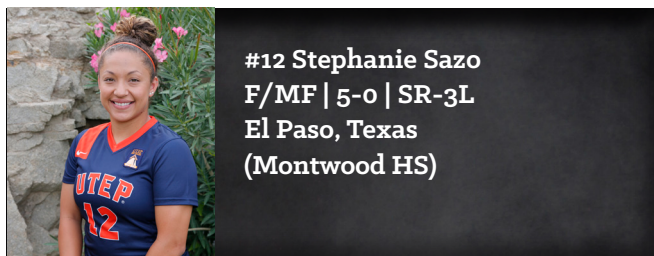 #12 Stephanie Sazo
F/MF | 5-0 | SR-3L
El Paso, Texas
(Montwood HS)
UTEP
12